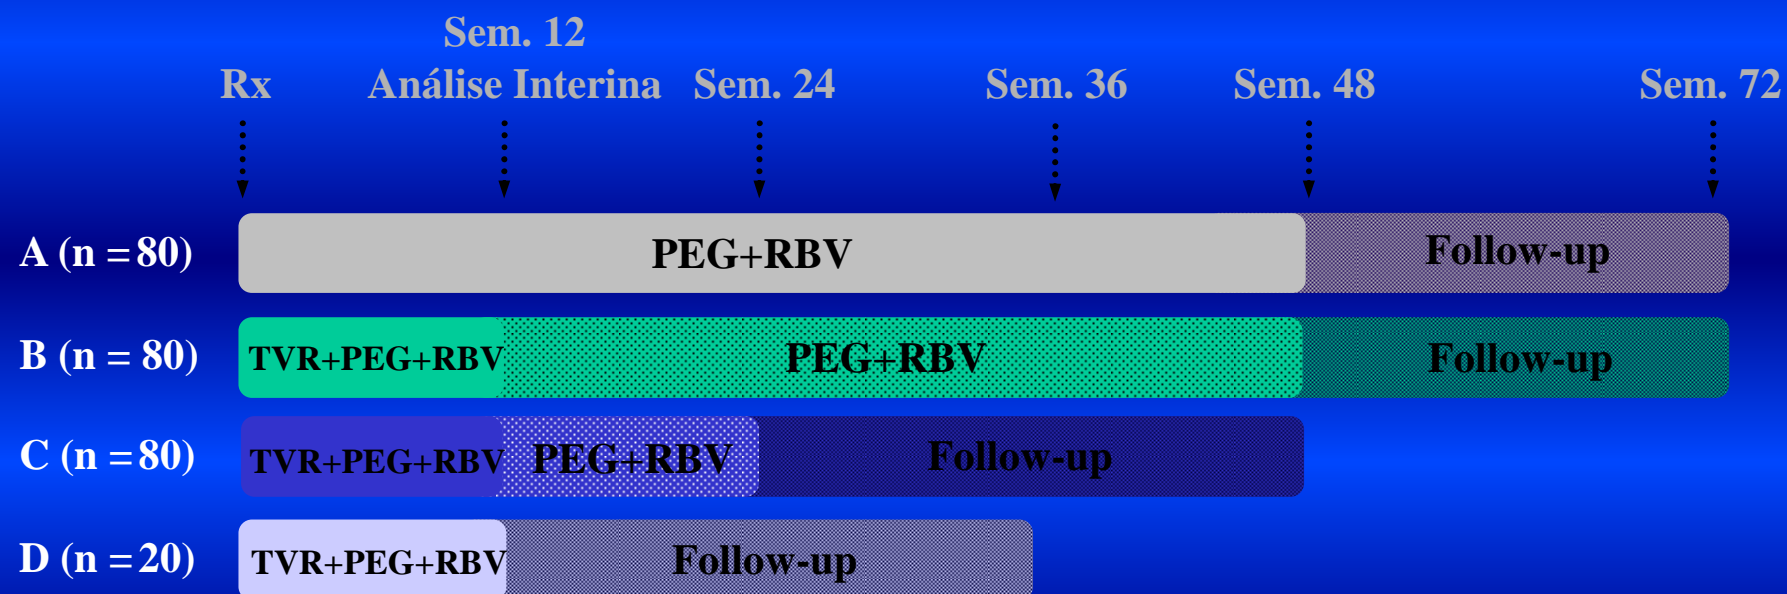 Sem. 12
Rx Análise Interina Sem. 24 Sem. 36 Sem. 48 Sem. 72
A (n = 80) PEG+RBV Follow-up
B (n = 80) TVR+PEG+RBV PEG+RBV Follow-up
C (n = 80) TVR+PEG+RBV PEG+RBV Follow-up
D (n = 20) TVR+PEG+RBV Follow-up